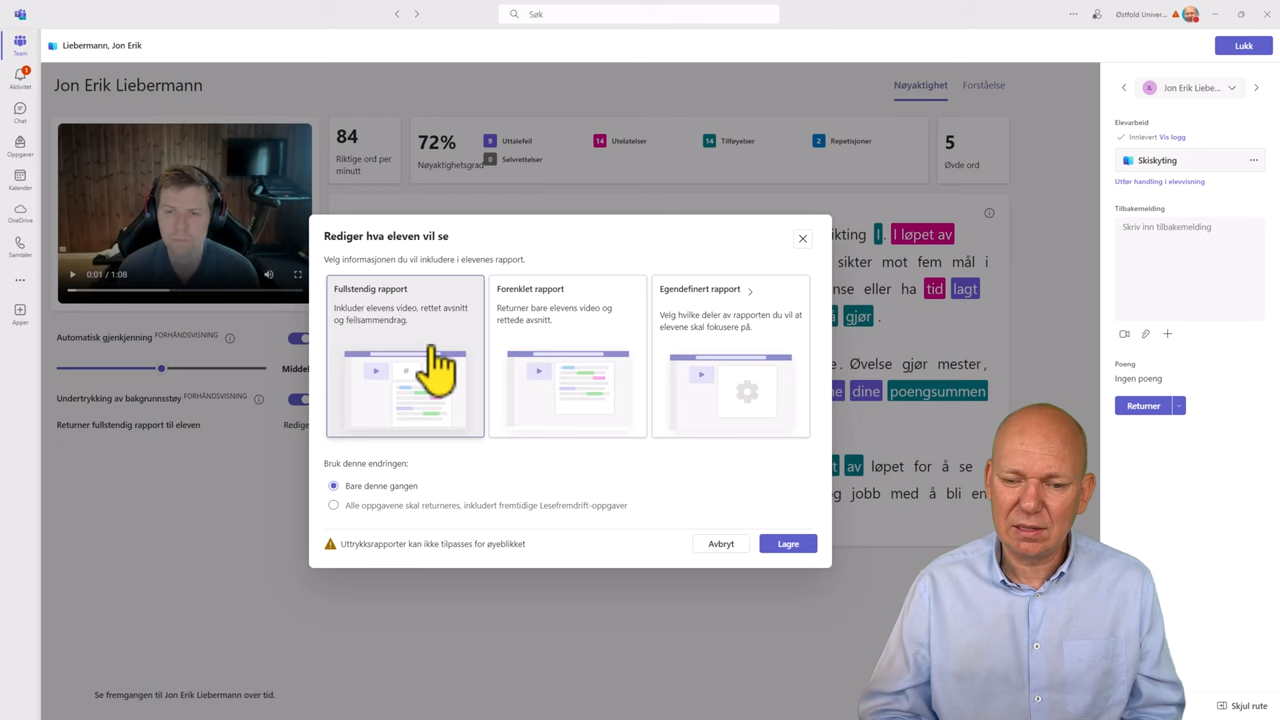 Søk
Østfold Univer...
Team
Liebermann, Jon Erik
Lukk
1
Aktivitet
Chat
Oppgaver
Kalender
OneDrive
Samtaler
Apper
Jon Erik Liebermann
Nøyaktighet
Forståelse
84
Riktige ord per
minutt
72%
Nøyaktighetsgrad
9 Uttalefeil
14 Utelatelser
14 Tilføyelser
2 Repetisjoner
0 Selvrettelser
5
Øvde ord
0:01 / 1:08
Automatisk gjenkjenning FORHÅNDSVISNING
Middel
Undertrykking av bakgrunnsstøy FORHÅNDSVISNING
Returner fullstendig rapport til eleven
Redige
Se fremgangen til Jon Erik Liebermann over tid.
ikting I. I løpet av
sikter mot fem mål i
nse eller ha tid lagt
å gjør
. Øvelse gjør mester,
e dine poengsummen
t av løpet for å se
g jobb med å bli en
Rediger hva eleven vil se
Velg informasjonen du vil inkludere i elevenes rapport.
Fullstendig rapport
Inkluder elevens video, rettet avsnitt
og feilsammendrag.
#
Forenklet rapport
Returner bare elevens video og
rettede avsnitt.
Egendefinert rapport
Velg hvilke deler av rapporten du vil at
elevene skal fokusere på.
Bruk denne endringen:
Bare denne gangen
Alle oppgavene skal returneres, inkludert fremtidige Lesefremdrift-oppgaver
Uttrykksrapporter kan ikke tilpasses for øyeblikket
Avbryt
Lagre
JL Jon Erik Liebe...
Elevarbeid
Innlevert Vis logg
Skiskyting
Utfør handling i elevvisning
Tilbakemelding
Skriv inn tilbakemelding
Poeng
Ingen poeng
Returner
Skjul rute